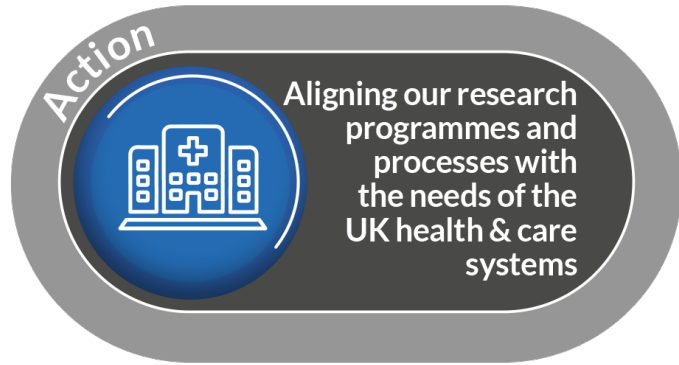 Action
Aligning our research
programmes and
processes with
the needs of the
UK health & care
systems